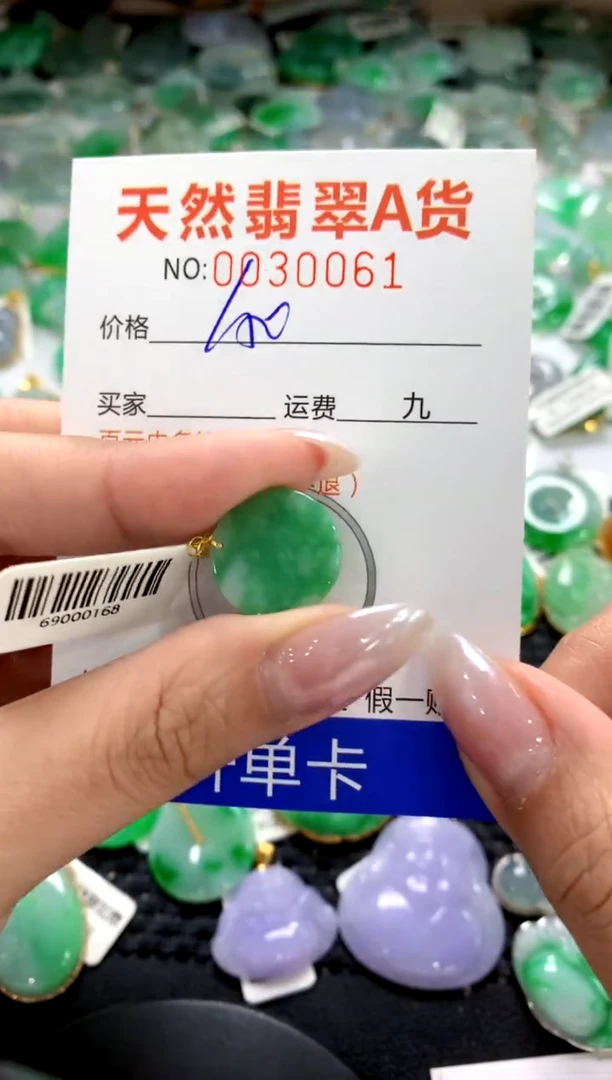 天然翡翠A货
NO:0030061
价格
买家 运费 九
退）
69000168
假一
单卡